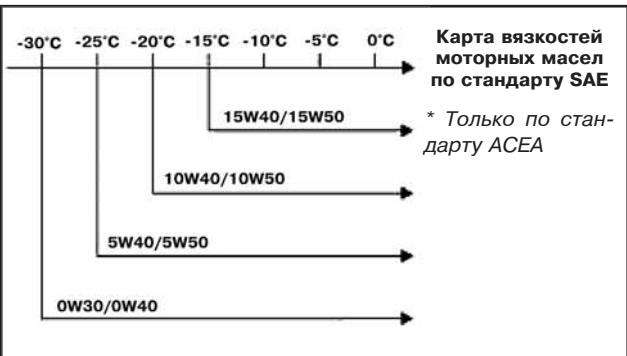 -30°C -25°C -20°C -15°C -10°C -5°C 0°C
Карта вязкостей
моторных масел
по стандарту SAE
* Только по стан-
дарту ACEA
15W40/15W50
10W40/10W50
5W40/5W50
0W30/0W40